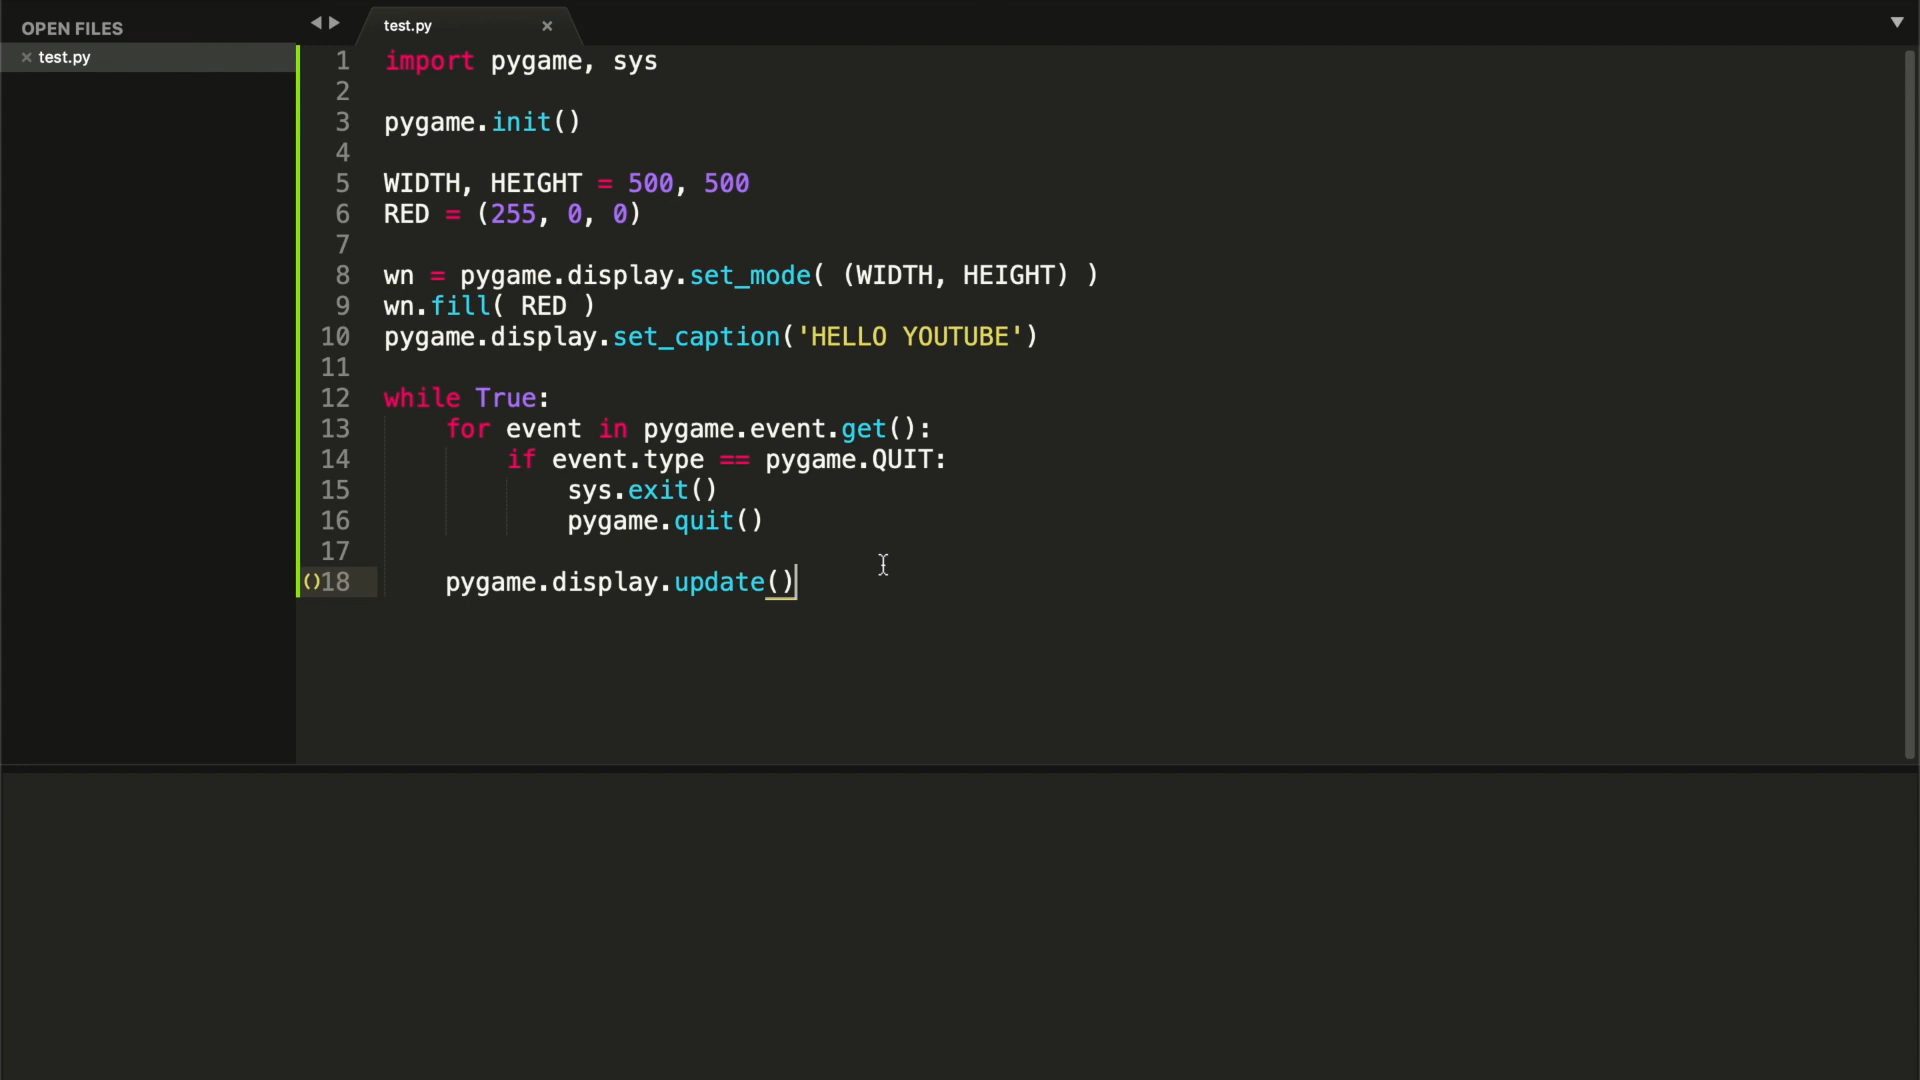 OPEN FILES
× test.py
test.py ×
1 import pygame, sys
2
3 pygame.init()
4
5 WIDTH, HEIGHT = 500, 500
6 RED = (255, 0, 0)
7
8 wn = pygame.display.set_mode( (WIDTH, HEIGHT) )
9 wn.fill( RED )
10 pygame.display.set_caption('HELLO YOUTUBE')
11
12 while True:
13     for event in pygame.event.get():
14         if event.type == pygame.QUIT:
15             sys.exit()
16             pygame.quit()
17
()18     pygame.display.update()